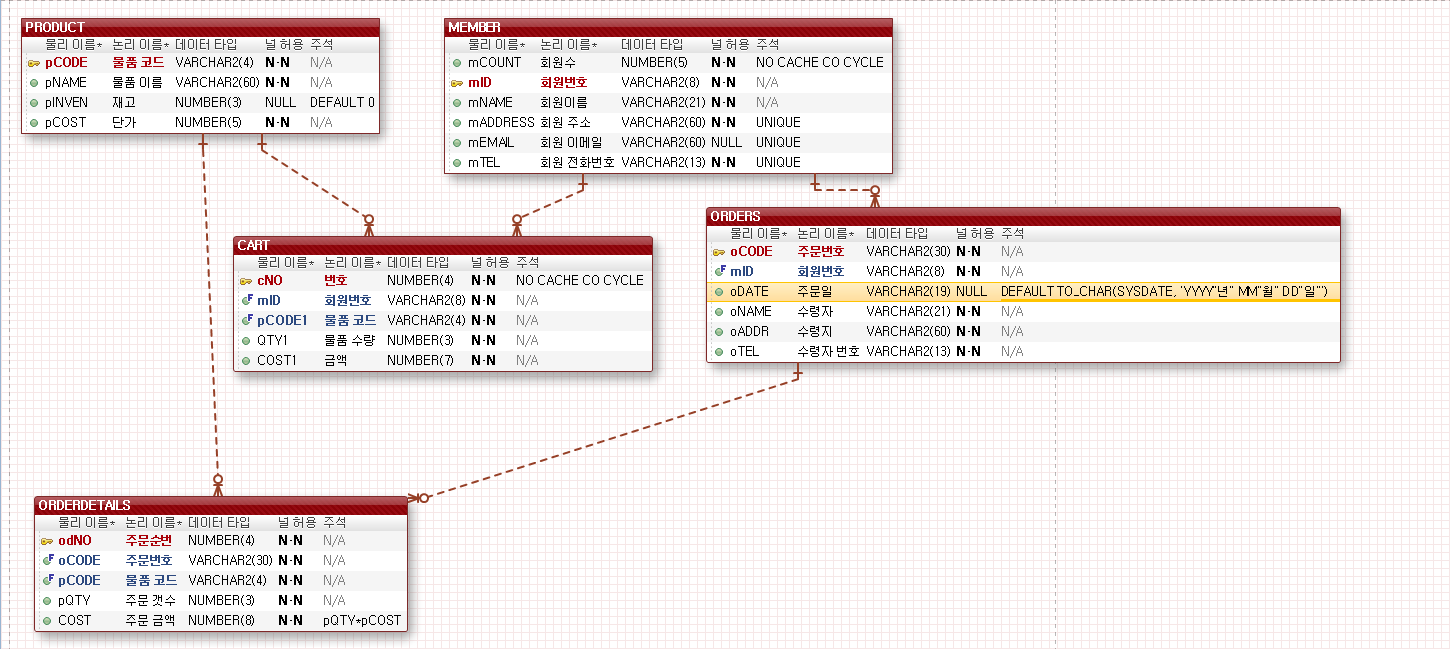 PRODUCT
물리 이름* 논리 이름* 데이터 타입 널 허용 주석
pCODE 물품 코드 VARCHAR2(4) N·N N/A
pNAME 물품 이름 VARCHAR2(60) N·N N/A
pINVEN 재고 NUMBER(3) NULL DEFAULT 0
pCOST 단가 NUMBER(5) N·N N/A
MEMBER
물리 이름* 논리 이름* 데이터 타입 널 허용 주석
mCOUNT 회원수 NUMBER(5) N·N NO CACHE CO CYCLE
mID 회원번호 VARCHAR2(8) N·N N/A
mNAME 회원이름 VARCHAR2(21) N·N N/A
mADDRESS 회원 주소 VARCHAR2(60) N·N UNIQUE
mEMAIL 회원 이메일 VARCHAR2(60) NULL UNIQUE
mTEL 회원 전화번호 VARCHAR2(13) N·N UNIQUE
CART
물리 이름* 논리 이름* 데이터 타입 널 허용 주석
cNO 번호 NUMBER(4) N·N NO CACHE CO CYCLE
mID 회원번호 VARCHAR2(8) N·N N/A
pCODE1 물품 코드 VARCHAR2(4) N·N N/A
QTY1 물품 수량 NUMBER(3) N·N N/A
COST1 금액 NUMBER(7) N·N N/A
ORDERS
물리 이름* 논리 이름* 데이터 타입 널 허용 주석
oCODE 주문번호 VARCHAR2(30) N·N N/A
mID 회원번호 VARCHAR2(8) N·N N/A
oDATE 주문일 VARCHAR2(19) NULL DEFAULT TO_CHAR(SYSDATE, 'YYYY"년" MM"월" DD"일"')
oNAME 수령자 VARCHAR2(21) N·N N/A
oADDR 수령지 VARCHAR2(60) N·N N/A
oTEL 수령자 번호 VARCHAR2(13) N·N N/A
ORDERDETAILS
물리 이름* 논리 이름* 데이터 타입 널 허용 주석
odNO 주문순번 NUMBER(4) N·N N/A
oCODE 주문번호 VARCHAR2(30) N·N N/A
pCODE 물품 코드 VARCHAR2(4) N·N N/A
pQTY 주문 갯수 NUMBER(3) N·N N/A
COST 주문 금액 NUMBER(8) N·N pQTY*pCOST